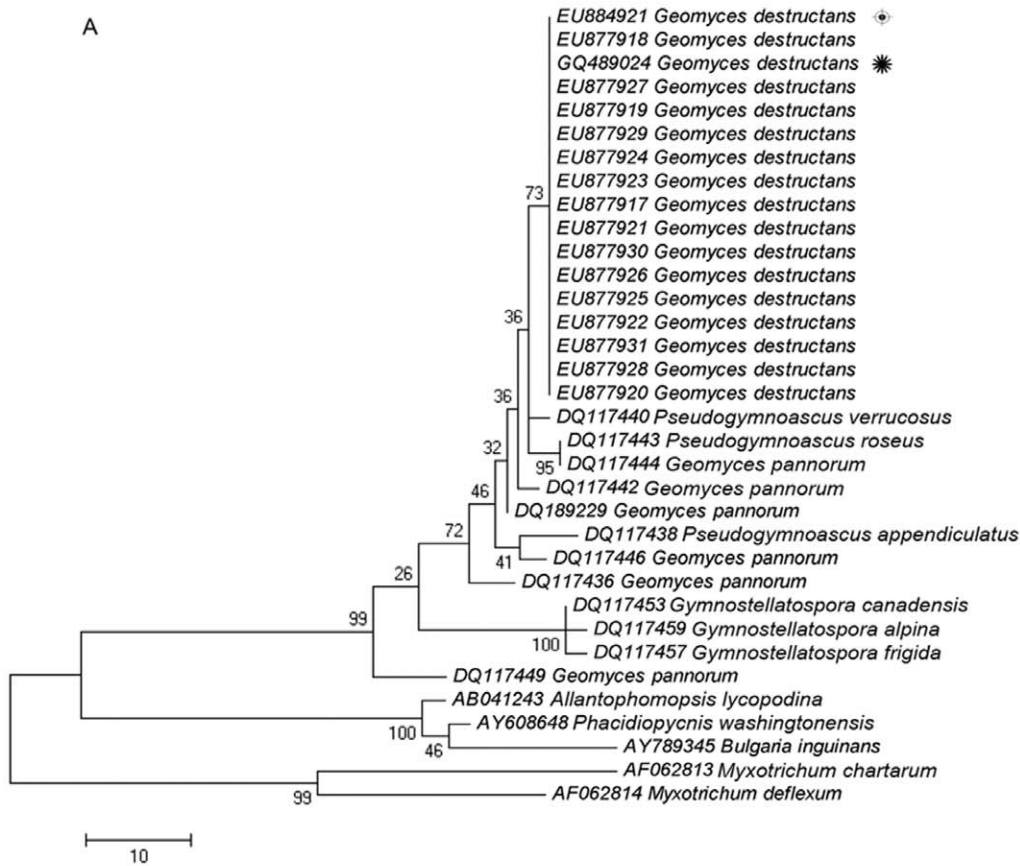 A
EU884921 Geomyces destructans
EU877918 Geomyces destructans
GQ489024 Geomyces destructans
EU877927 Geomyces destructans
EU877919 Geomyces destructans
EU877929 Geomyces destructans
EU877924 Geomyces destructans
EU877923 Geomyces destructans
73
EU877917 Geomyces destructans
EU877921 Geomyces destructans
EU877930 Geomyces destructans
EU877926 Geomyces destructans
EU877925 Geomyces destructans
36
EU877922 Geomyces destructans
EU877931 Geomyces destructans
EU877928 Geomyces destructans
36
EU877920 Geomyces destructans
DQ117440 Pseudogymnoascus verrucosus
32
DQ117443 Pseudogymnoascus roseus
95
DQ117444 Geomyces pannorum
46
DQ117442 Geomyces pannorum
DQ189229 Geomyces pannorum
72
DQ117438 Pseudogymnoascus appendiculatus
41
DQ117446 Geomyces pannorum
26
DQ117436 Geomyces pannorum
DQ117453 Gymnostellatospora canadensis
99
DQ117459 Gymnostellatospora alpina
100
DQ117457 Gymnostellatospora frigida
DQ117449 Geomyces pannorum
AB041243 Allantophomopsis lycopodina
100
AY608648 Phacidiopycnis washingtonensis
46
AY789345 Bulgaria inguinans
AF062813 Myxotrichum chartarum
99
AF062814 Myxotrichum deflexum
10